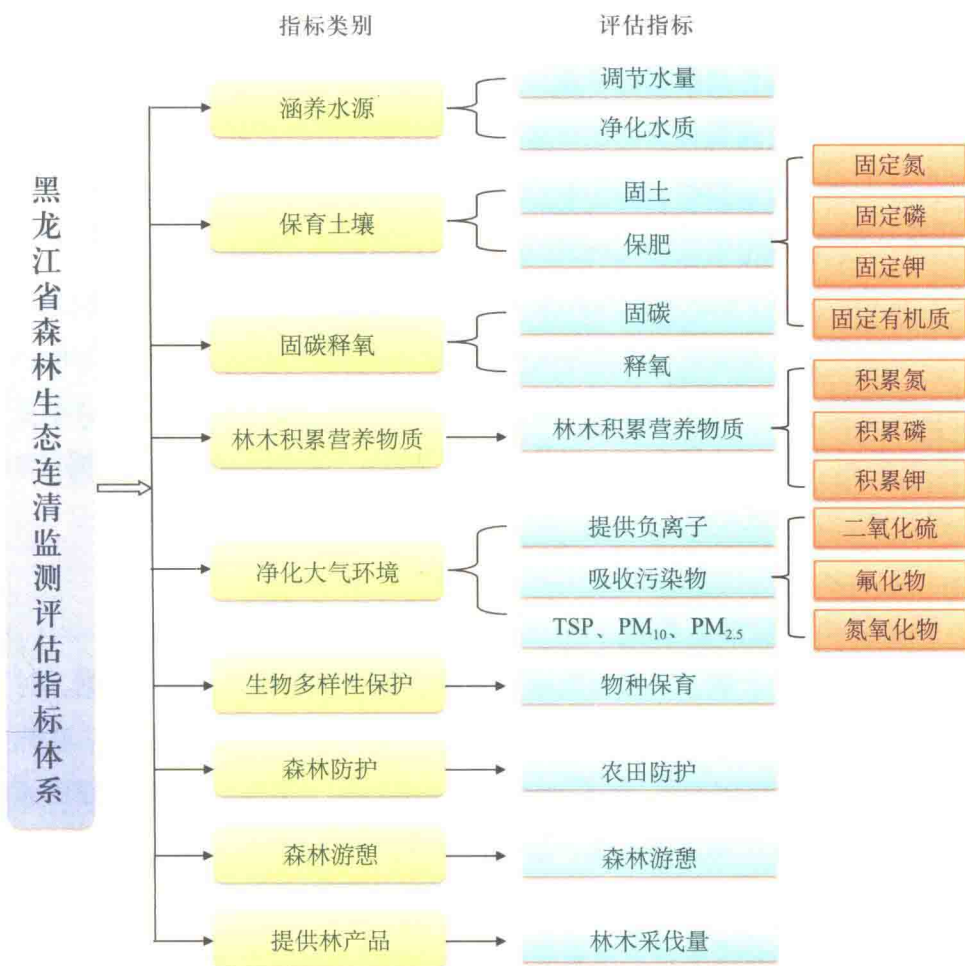 指标类别
评估指标
黑龙江省森林生态连清监测评估指标体系
涵养水源
调节水量
净化水质
保育土壤
固土
保肥
固定氮
固定磷
固定钾
固定有机质
固碳释氧
固碳
释氧
林木积累营养物质
林木积累营养物质
积累氮
积累磷
积累钾
净化大气环境
提供负离子
吸收污染物
TSP、PM₁₀、PM₂.₅
二氧化硫
氟化物
氮氧化物
生物多样性保护
物种保育
森林防护
农田防护
森林游憩
森林游憩
提供林产品
林木采伐量